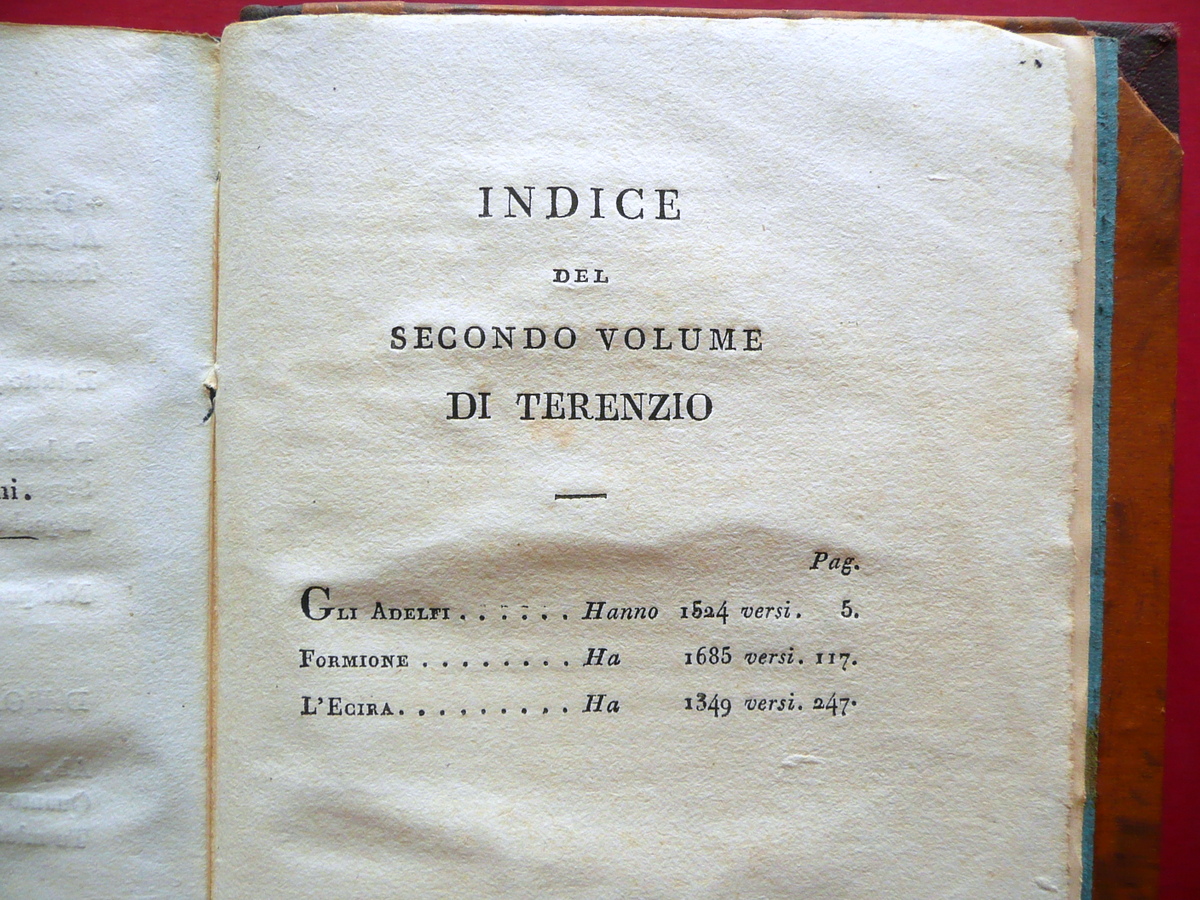 ni.
INDICE
DEL
SECONDO VOLUME
DI TERENZIO
Pag.
GLI ADELFI . . . . . . . Hanno 1524 versi. 5.
FORMIONE . . . . . . . . Ha 1685 versi. 117.
L'ECIRA. . . . . . . . . . Ha 1349 versi. 247.